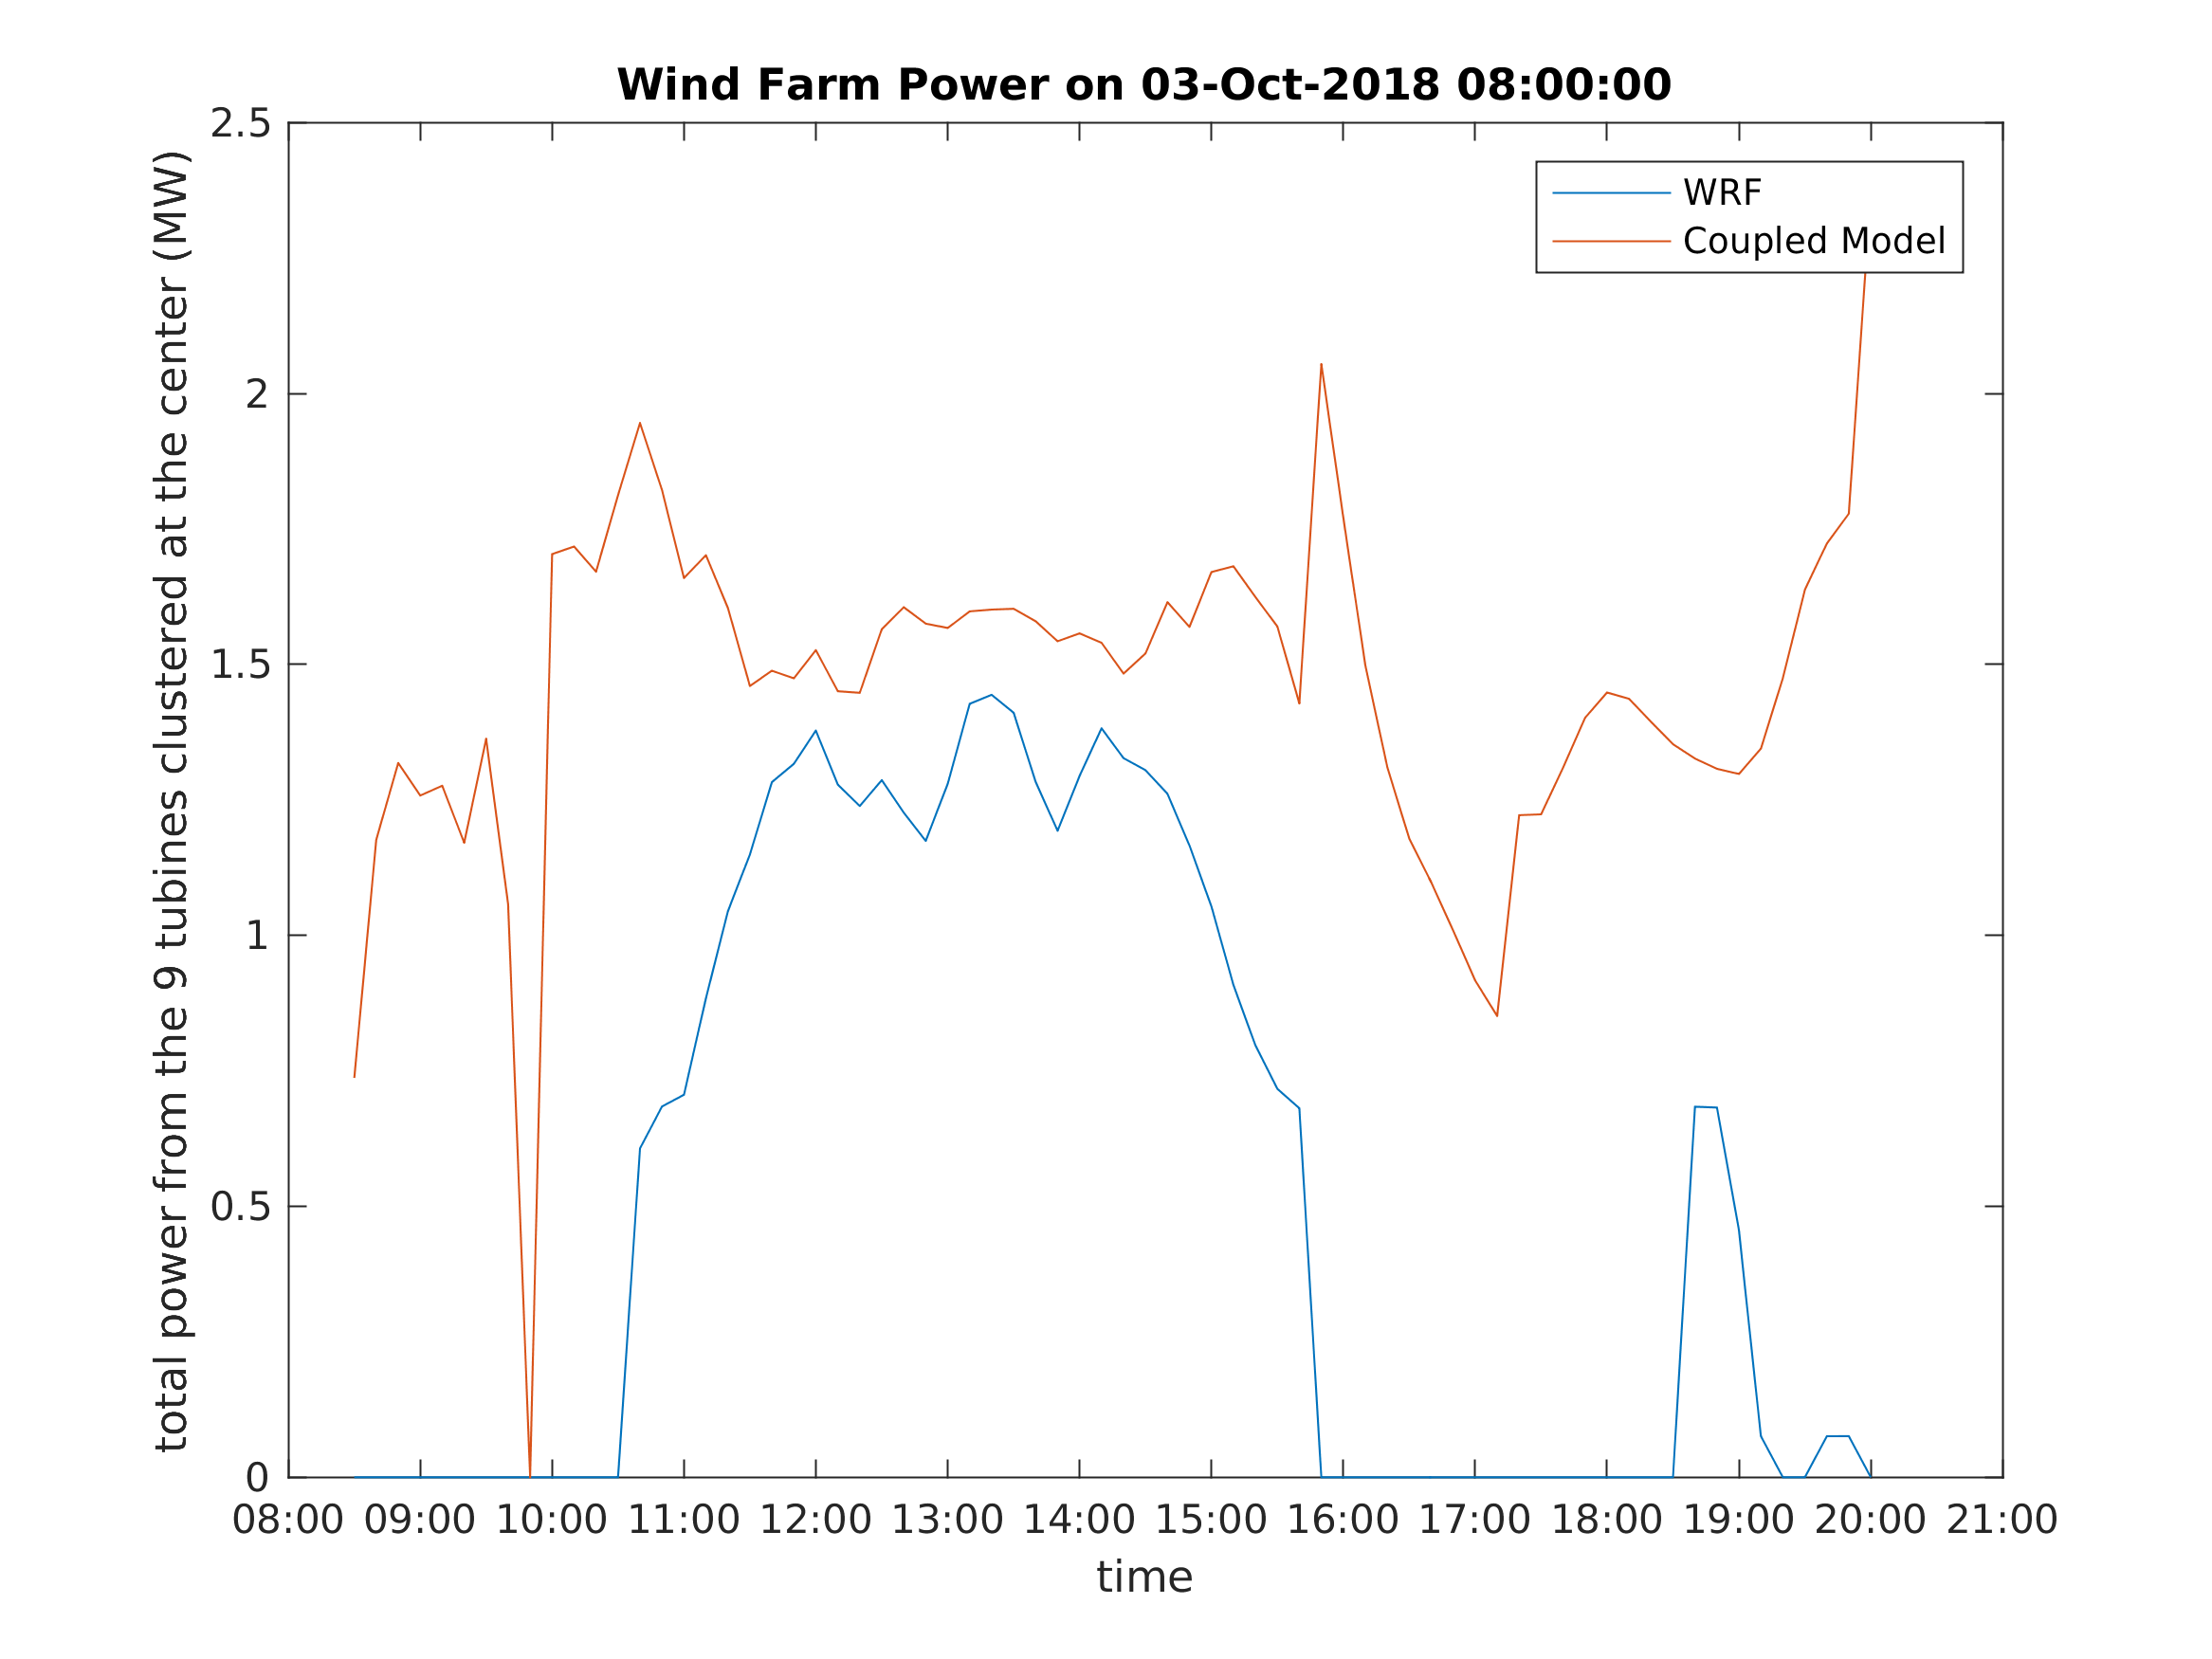 Wind Farm Power on 03-Oct-2018 08:00:00
total power from the 9 tubines clustered at the center (MW)
2.5
2
1.5
1
0.5
0
WRF
Coupled Model
08:00 09:00 10:00 11:00 12:00 13:00 14:00 15:00 16:00 17:00 18:00 19:00 20:00 21:00
time